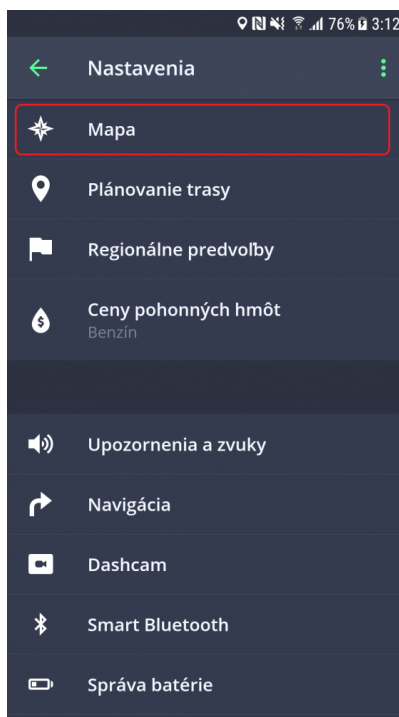 76% 3:12
Nastavenia
Mapa
Plánovanie trasy
Regionálne predvoľby
Ceny pohonných hmôt
Benzín
Upozornenia a zvuky
Navigácia
Dashcam
Smart Bluetooth
Správa batérie